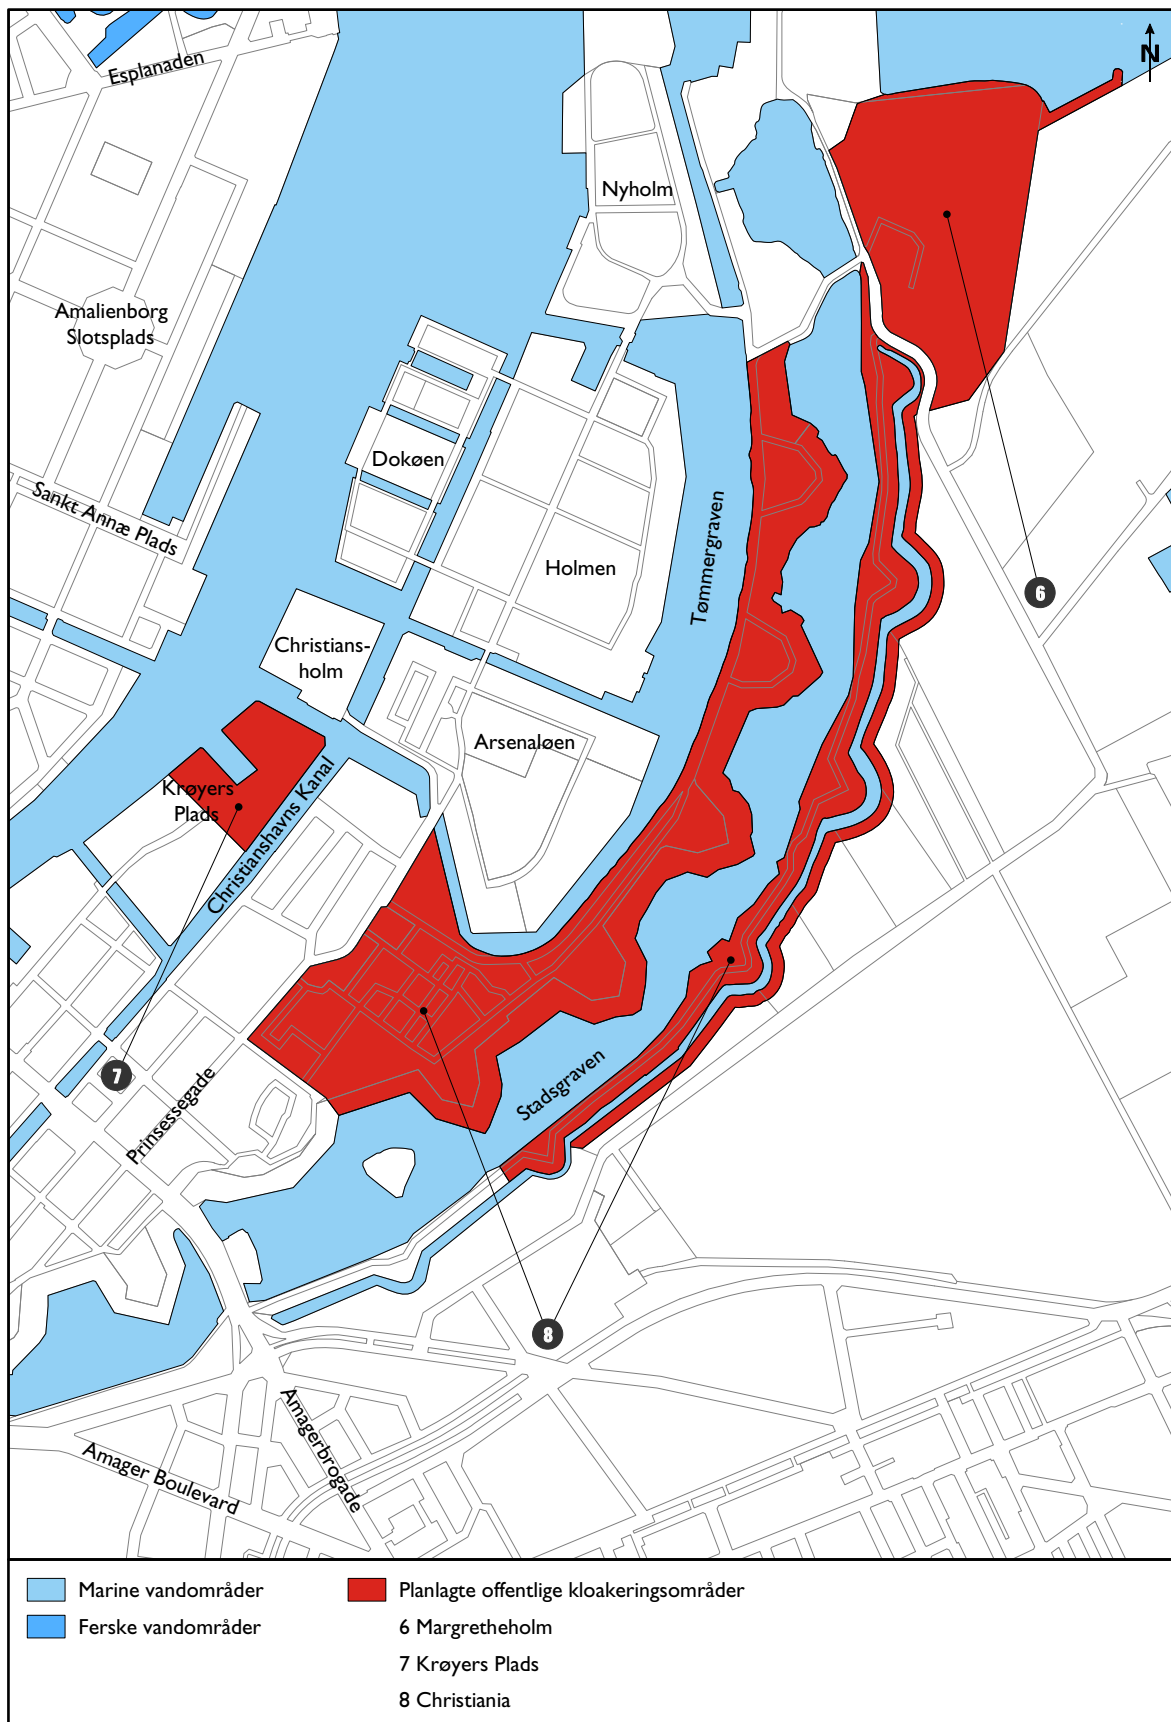 N
Esplanaden
Nyholm
Amalienborg
Slotsplads
Dokøen
Sankt Annæ Plads
Tømmergraven
Holmen
6
Christians-
holm
Arsenaløen
Krøyers
Plads
Christianshavns Kanal
7
Stadsgraven
Prinsessegade
8
Amagerbrogade
Amager Boulevard
Marine vandområder
Ferske vandområder
Planlagte offentlige kloakeringsområder
6 Margretheholm
7 Krøyers Plads
8 Christiania